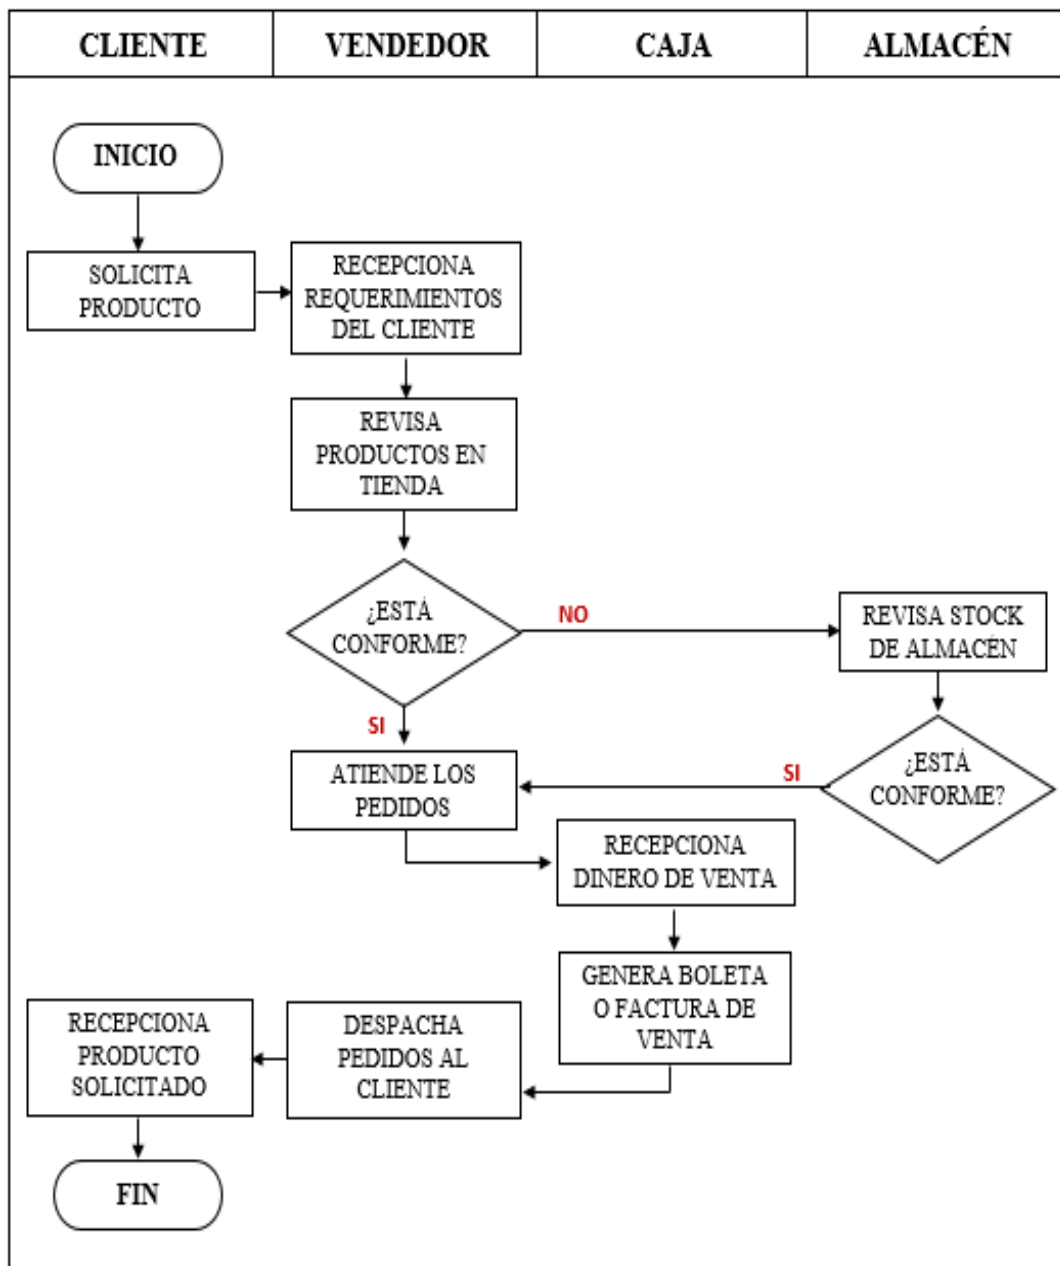 CLIENTE
VENDEDOR
CAJA
ALMACÉN
INICIO
SOLICITA
PRODUCTO
RECEPCIONA
REQUERIMIENTOS
DEL CLIENTE
REVISA
PRODUCTOS EN
TIENDA
¿ESTÁ
CONFORME?
NO
REVISA STOCK
DE ALMACÉN
SI
ATIENDE LOS
PEDIDOS
SI
¿ESTÁ
CONFORME?
RECEPCIONA
DINERO DE VENTA
GENERA BOLETA
O FACTURA DE
VENTA
DESPACHA
PEDIDOS AL
CLIENTE
RECEPCIONA
PRODUCTO
SOLICITADO
FIN